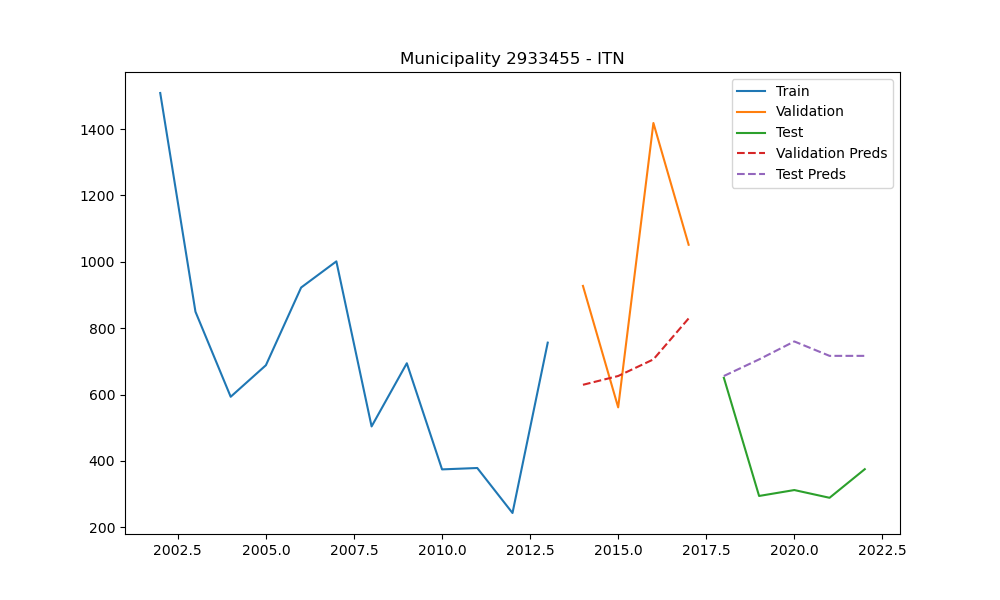 Municipality 2933455 - ITN
Train
Validation
Test
Validation Preds
Test Preds
1400
1200
1000
800
600
400
200
2002.5 2005.0 2007.5 2010.0 2012.5 2015.0 2017.5 2020.0 2022.5